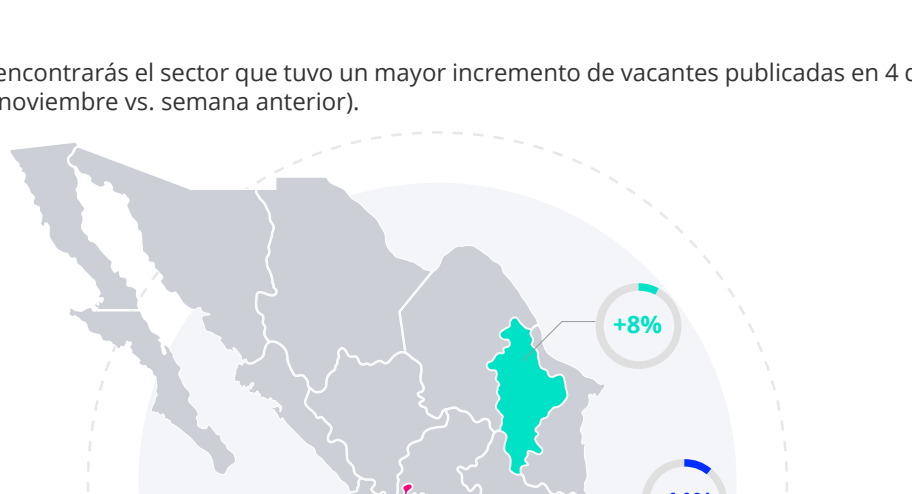 encontrarás el sector que tuvo un mayor incremento de vacantes publicadas en 4
noviembre vs. semana anterior).
+8%